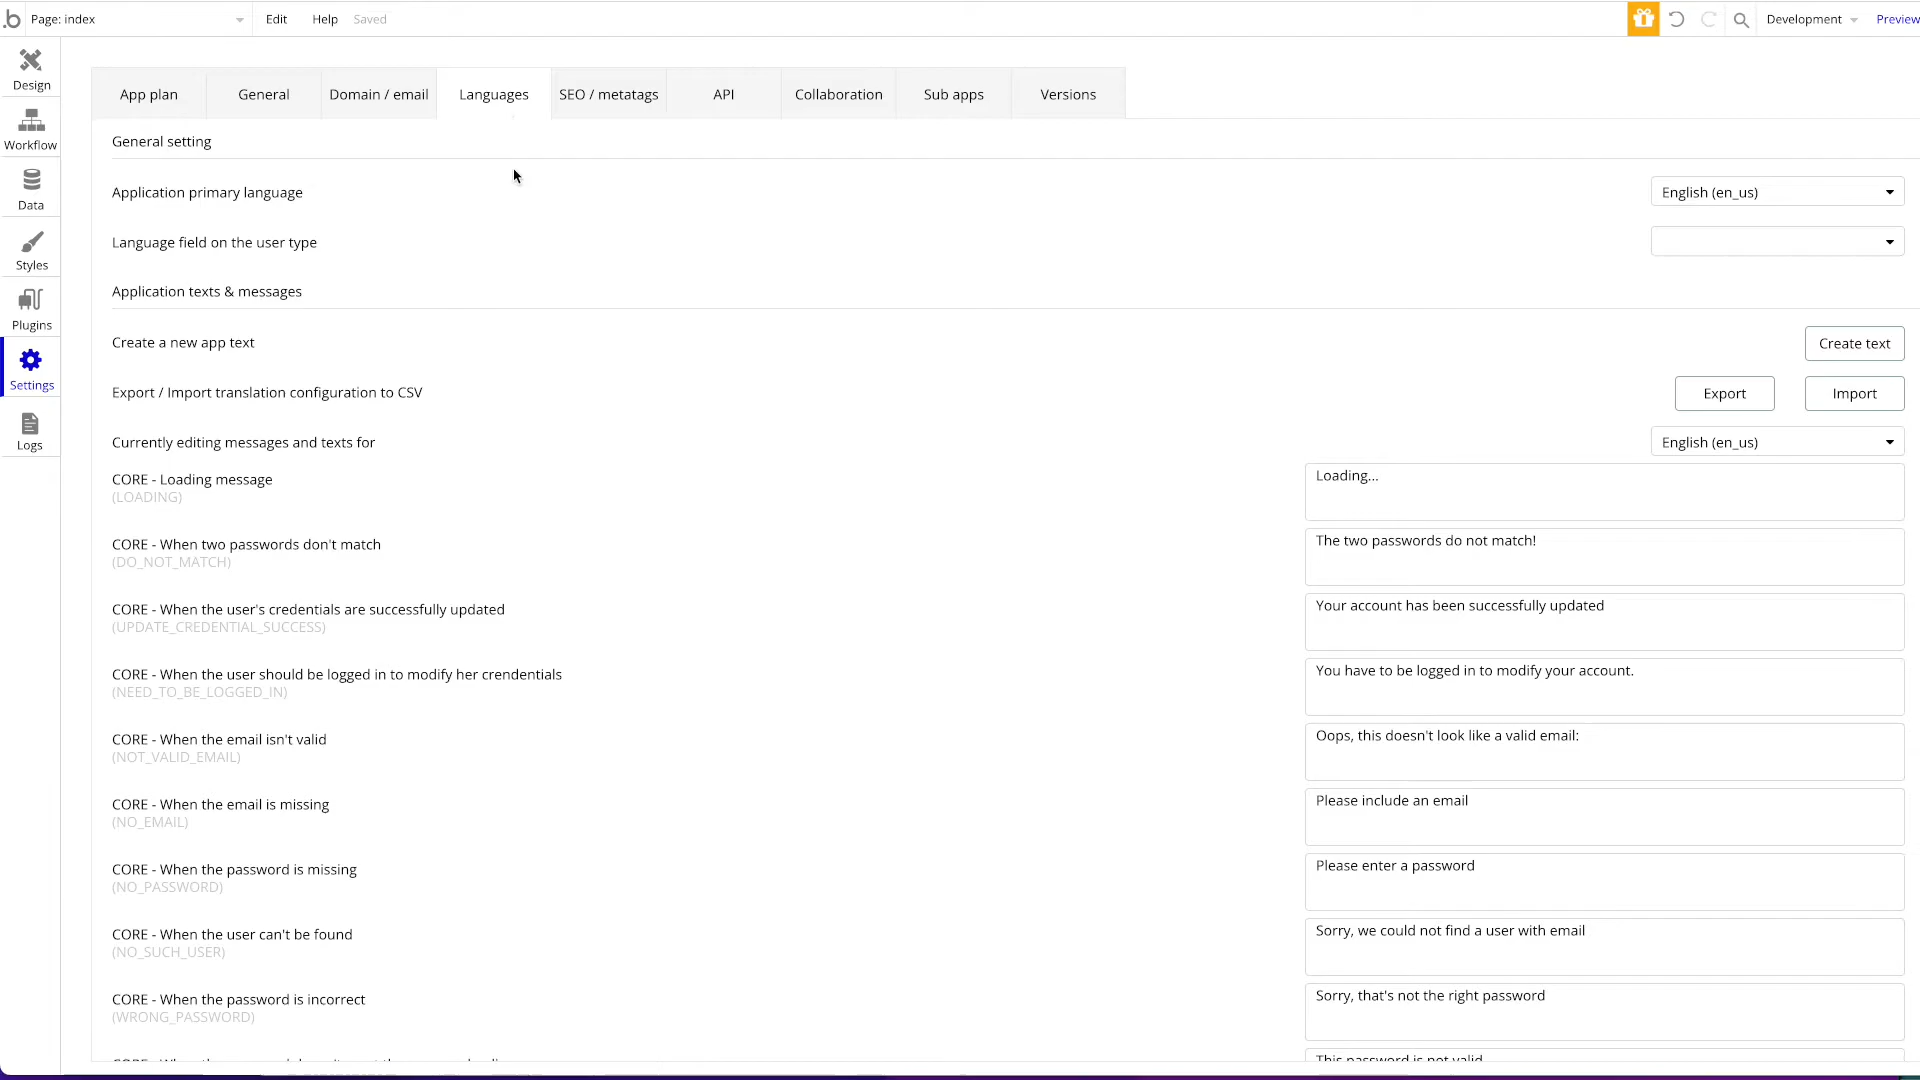 .b Page: index Edit Help Saved Development Preview
Design
Workflow
Data
Styles
Plugins
Settings
Logs
App plan General Domain / email Languages SEO / metatags API Collaboration Sub apps Versions
General setting
Application primary language English (en_us)
Language field on the user type
Application texts & messages
Create a new app text Create text
Export / Import translation configuration to CSV Export Import
Currently editing messages and texts for English (en_us)
CORE - Loading message Loading...
(LOADING)
CORE - When two passwords don't match The two passwords do not match!
(DO_NOT_MATCH)
CORE - When the user's credentials are successfully updated Your account has been successfully updated
(UPDATE_CREDENTIAL_SUCCESS)
CORE - When the user should be logged in to modify her crendentials You have to be logged in to modify your account.
(NEED_TO_BE_LOGGED_IN)
CORE - When the email isn't valid Oops, this doesn't look like a valid email:
(NOT_VALID_EMAIL)
CORE - When the email is missing Please include an email
(NO_EMAIL)
CORE - When the password is missing Please enter a password
(NO_PASSWORD)
CORE - When the user can't be found Sorry, we could not find a user with email
(NO_SUCH_USER)
CORE - When the password is incorrect Sorry, that's not the right password
(WRONG_PASSWORD)
This password is not valid